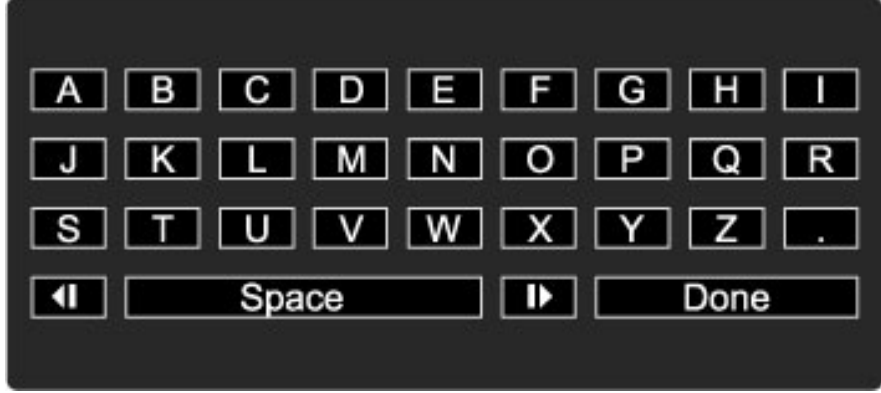 A B C D E F G H I
J K L M N O P Q R
S T U V W X Y Z .
Space Done